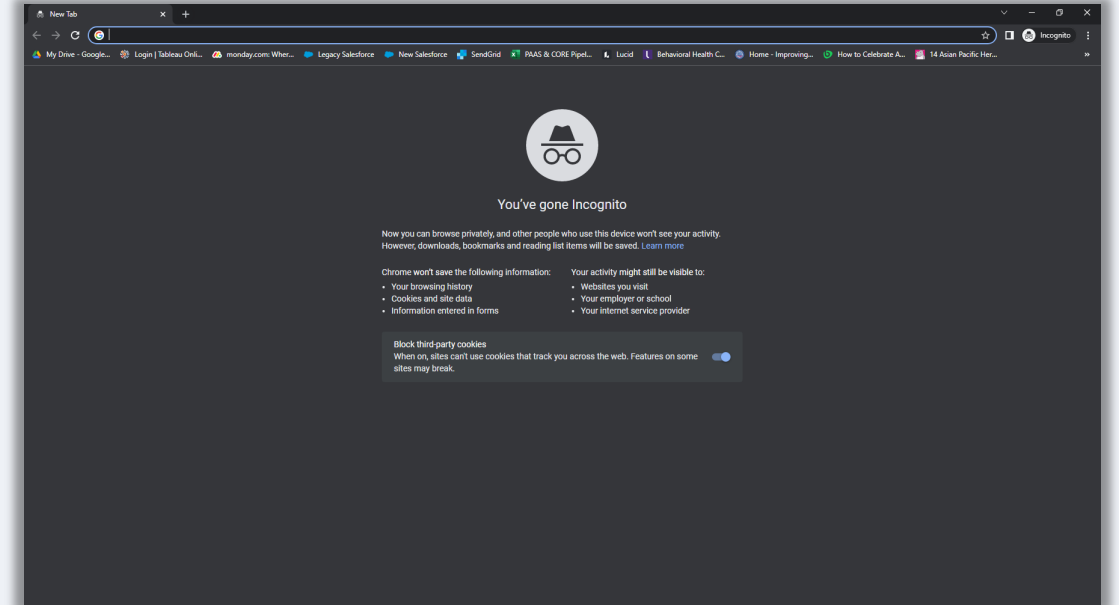 New Tab
Incognito
My Drive - Google... Login | Tableau Onli... monday.com: Wher... Legacy Salesforce New Salesforce SendGrid PAAS & CORE Pipel... Lucid Behavioral Health C... Home - Improving... How to Celebrate A... 14 Asian Pacific Her... »
You've gone Incognito
Now you can browse privately, and other people who use this device won't see your activity.
However, downloads, bookmarks and reading list items will be saved. Learn more
Chrome won't save the following information:
• Your browsing history
• Cookies and site data
• Information entered in forms
Your activity might still be visible to:
• Websites you visit
• Your employer or school
• Your internet service provider
Block third-party cookies
When on, sites can't use cookies that track you across the web. Features on some
sites may break.